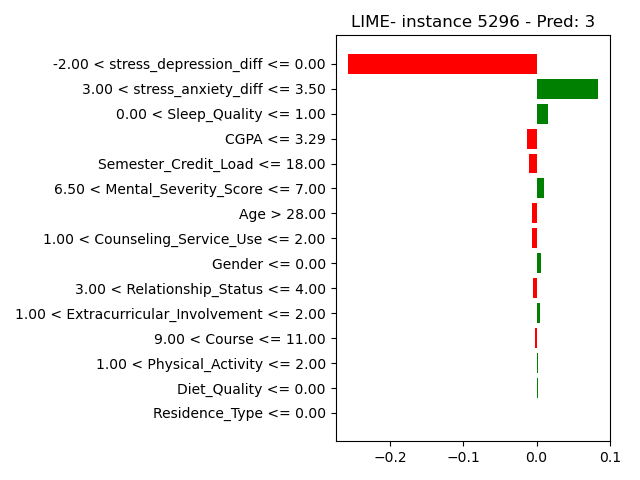 LIME- instance 5296 - Pred: 3
-2.00 < stress_depression_diff <= 0.00
3.00 < stress_anxiety_diff <= 3.50
0.00 < Sleep_Quality <= 1.00
CGPA <= 3.29
Semester_Credit_Load <= 18.00
6.50 < Mental_Severity_Score <= 7.00
Age > 28.00
1.00 < Counseling_Service_Use <= 2.00
Gender <= 0.00
3.00 < Relationship_Status <= 4.00
1.00 < Extracurricular_Involvement <= 2.00
9.00 < Course <= 11.00
1.00 < Physical_Activity <= 2.00
Diet_Quality <= 0.00
Residence_Type <= 0.00
−0.2 −0.1 0.0 0.1